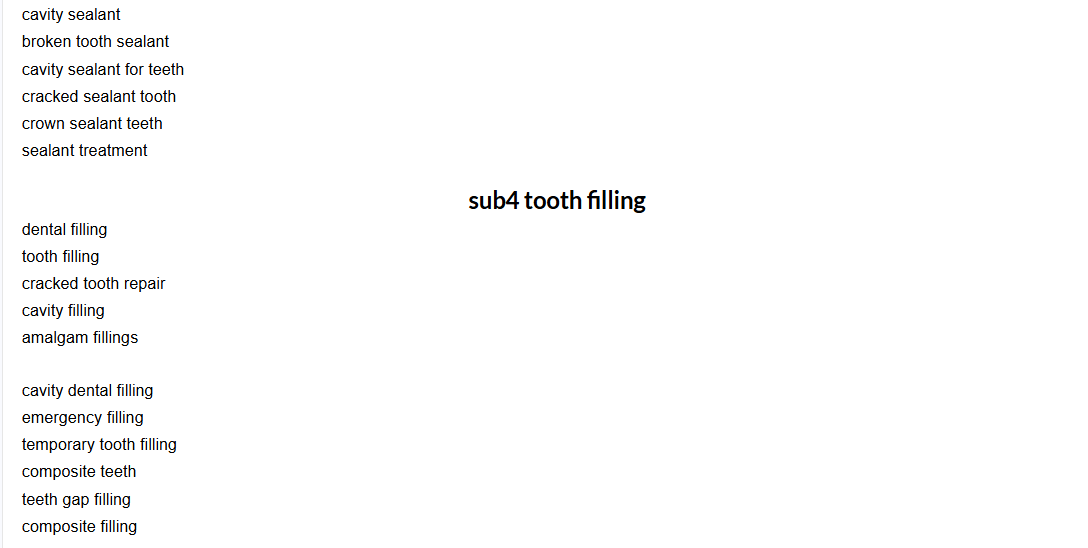 cavity sealant
broken tooth sealant
cavity sealant for teeth
cracked sealant tooth
crown sealant teeth
sealant treatment
sub4 tooth filling
dental filling
tooth filling
cracked tooth repair
cavity filling
amalgam fillings
cavity dental filling
emergency filling
temporary tooth filling
composite teeth
teeth gap filling
composite filling